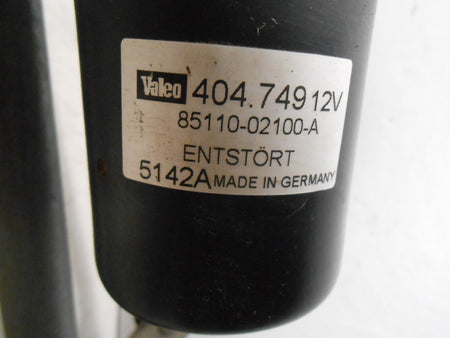 Valeo 404.749 12V
85110-02100-A
ENTSTÖRT
5142A MADE IN GERMANY